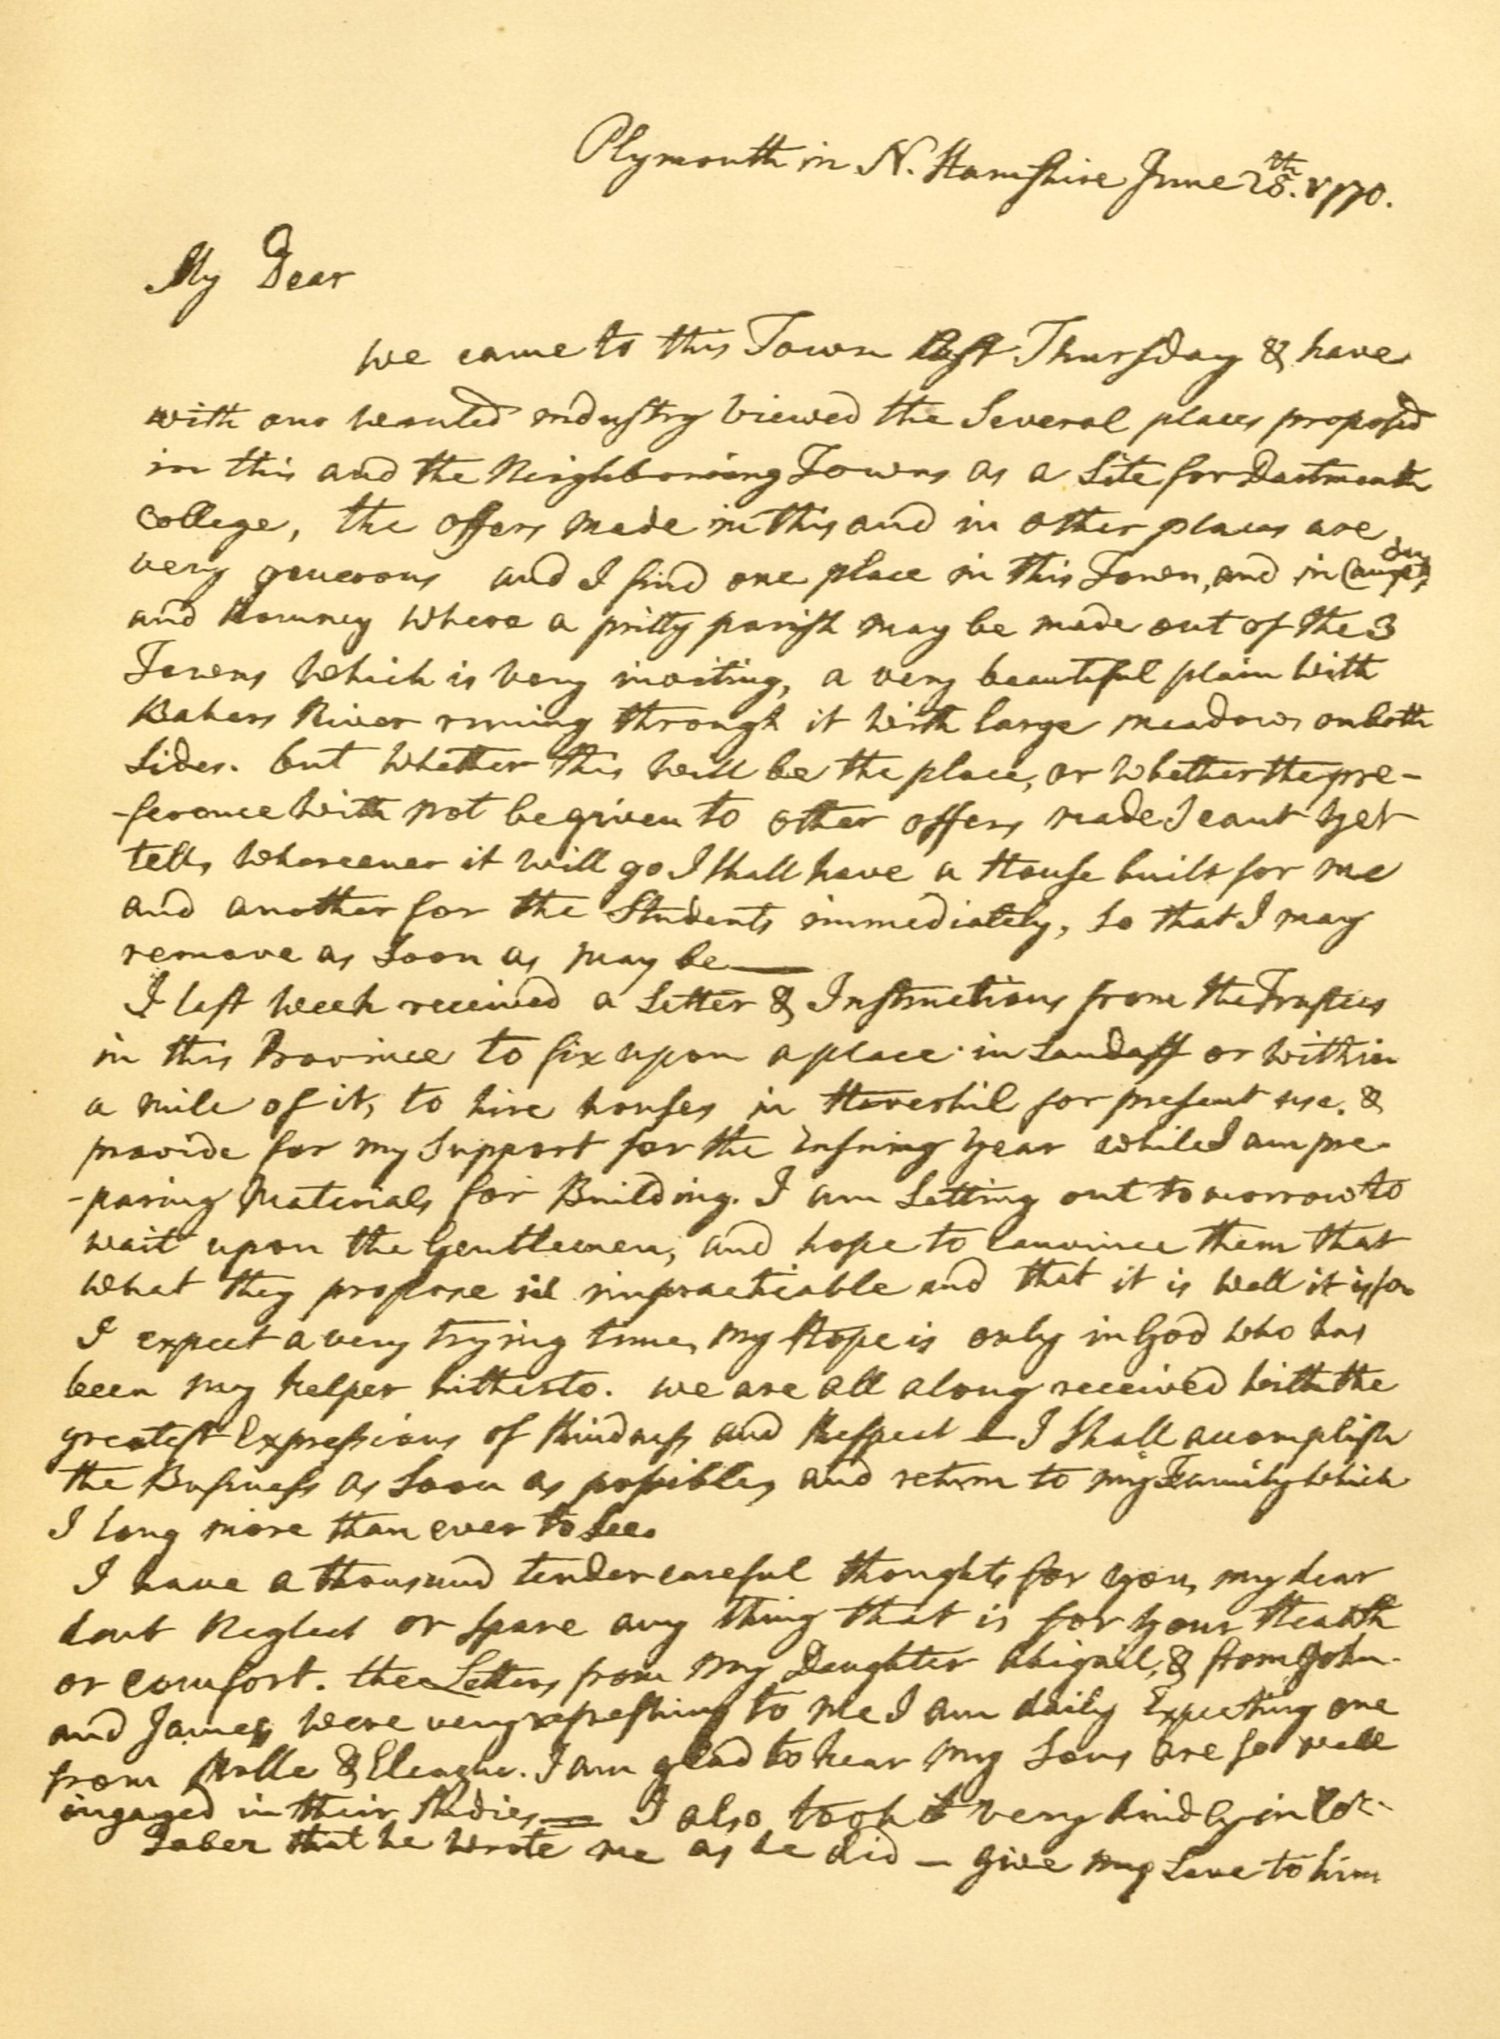 Plymouth in N. Hampshire June 28.th 1770.
My Dear
we came to this Town last Thursday & have
with our wonted industry viewed the Several places proposed
in this and the Neighboring Towns as a Site for Dartmouth
College, the offers made in this and in other places are
very generous and I find one place in this Town, and in
and Romney where a pritty parish may be made out of the 3
Towns which is very inviting, a very beautiful plain with
Bakers River runing through it with large meadows on both
Sides. but whether this will be the place, or whether the pre-
-ference will not be given to other offers made I cant yet
tell, whereever it will go I shall have a House built for me
and another for the Students immediately, so that I may
remove as soon as may be —
I last week received a Letter & Instructions from the Trustees
in this Province to fix upon a place in Landaff or within
a mile of it, to hire houses in Haverhil for present use. &
provide for my Support for the Ensuing year while I am pre-
-paring Materials for Building. I am Setting out tomorrow to
wait upon the Gentlemen, and hope to convince them that
what they propose is impracticable and that it is well it is so
I expect a very trying time, my Hope is only in God who has
been my helper hitherto. we are all along received with the
greatest Expressions of Kindness and Respect — I shall accomplish
the Business as soon as possible, and return to my Family which
I long more than ever to see.
I have a thousand tender careful thoughts for you, my dear
dont Neglect or spare any thing that is for your Health
or comfort. the Letters from my Daughter Abigail, & from John
and James were very refreshing to me I am daily Expecting one
from & Eleazar. I am glad to hear my Sons are so well
ingaged in their studies — I also took it very kindly in
that he wrote me as he did — give my Love to him